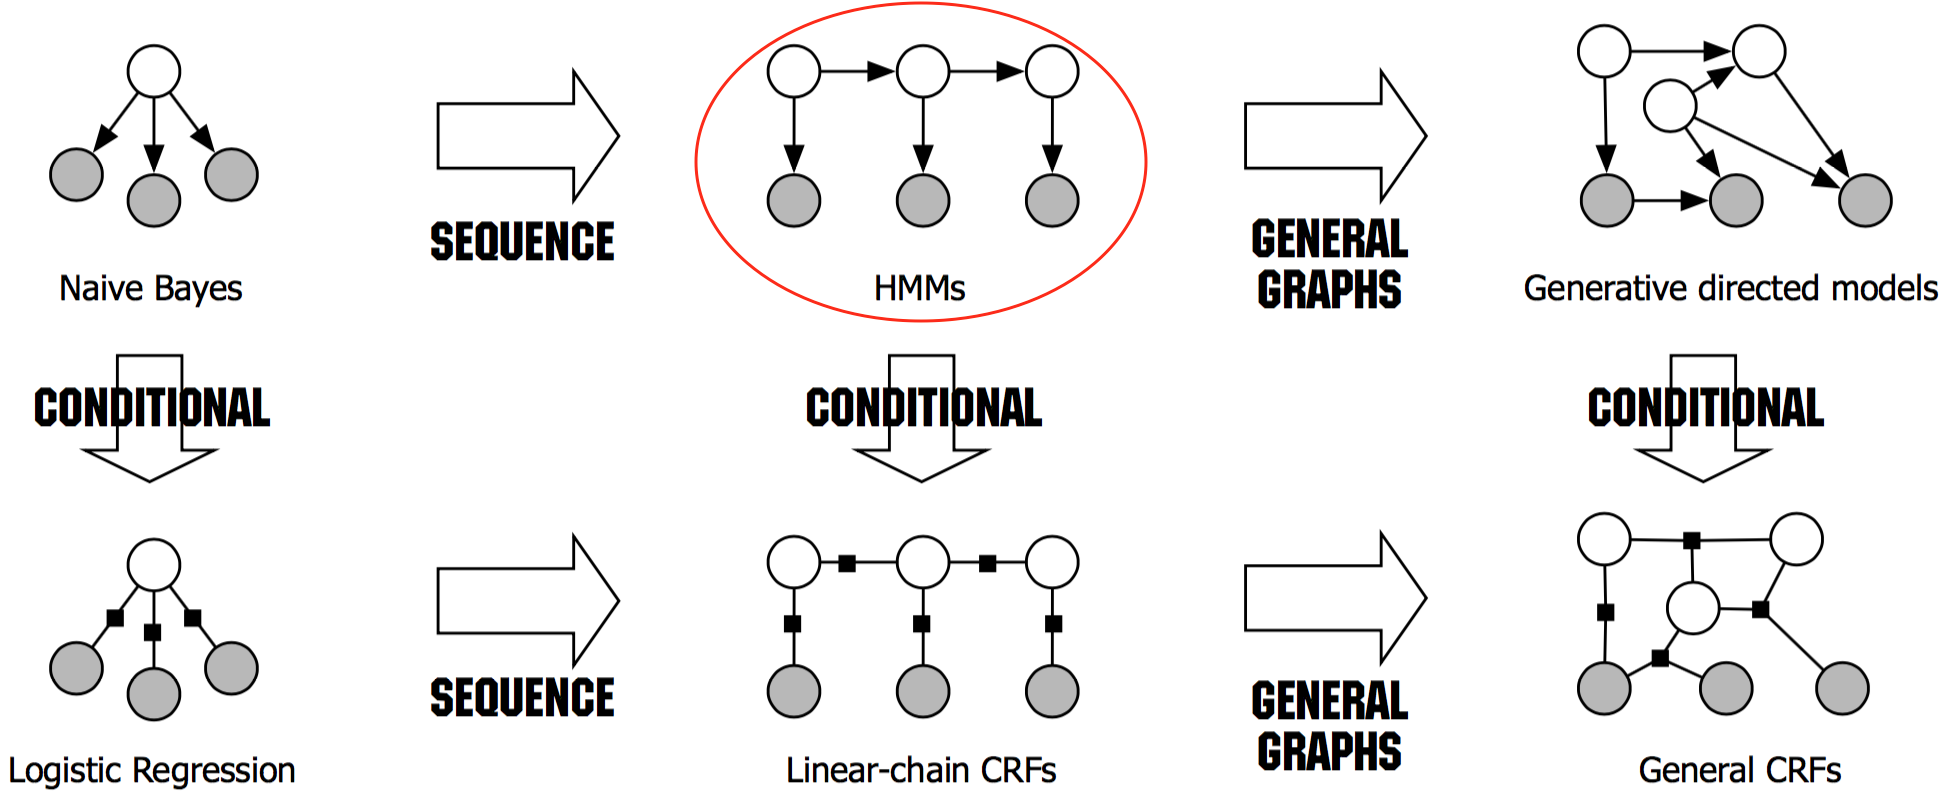 SEQUENCE
GENERAL
GRAPHS
Naive Bayes
HMMs
Generative directed models
CONDITIONAL
CONDITIONAL
CONDITIONAL
SEQUENCE
GENERAL
GRAPHS
Logistic Regression
Linear-chain CRFs
General CRFs